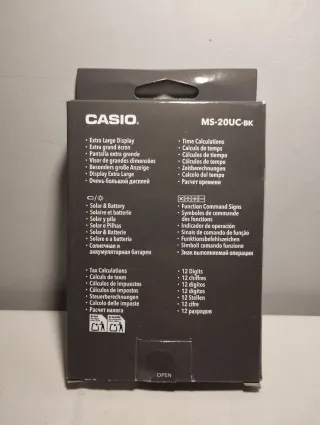 CASIO
MS-20UC-BK
• Extra Large Display
• Extra grand écran
• Pantalla extra grande
• Visor de grandes dimensões
• Besonders große Anzeige
• Display Extra Large
• Очень большой дисплей
• Time Calculations
• Calculs de temps
• Cálculos de tiempo
• Cálculos de tempo
• Zeitberechnungen
• Calcolo del tempo
• Расчет времени
• Solar & Battery
• Solaire et batterie
• Solar y pila
• Solar e Pilhas
• Solar & Batterie
• Solare e a batteria
• Солнечная и
аккумуляторная батареи
• Function Command Signs
• Symboles de commande
des fonctions
• Indicador de operación
• Sinais de comando de função
• Funktionsbefehlszeichen
• Simboli comando funzione
• Знак выполняемой операции
• Tax Calculations
• Calculs de taxes
• Cálculos de impuestos
• Cálculos de impostos
• Steuerberechnungen
• Calcolo delle imposte
• Расчет налога
• 12 Digits
• 12 chiffres
• 12 dígitos
• 12 dígitos
• 12 Stellen
• 12 cifre
• 12 разрядов
OPEN